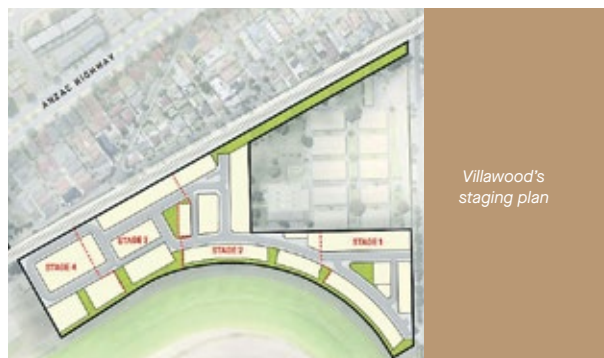 ANZAC HIGHWAY
STAGE 4
STAGE 3
STAGE 2
STAGE 1
Villawood's
staging plan